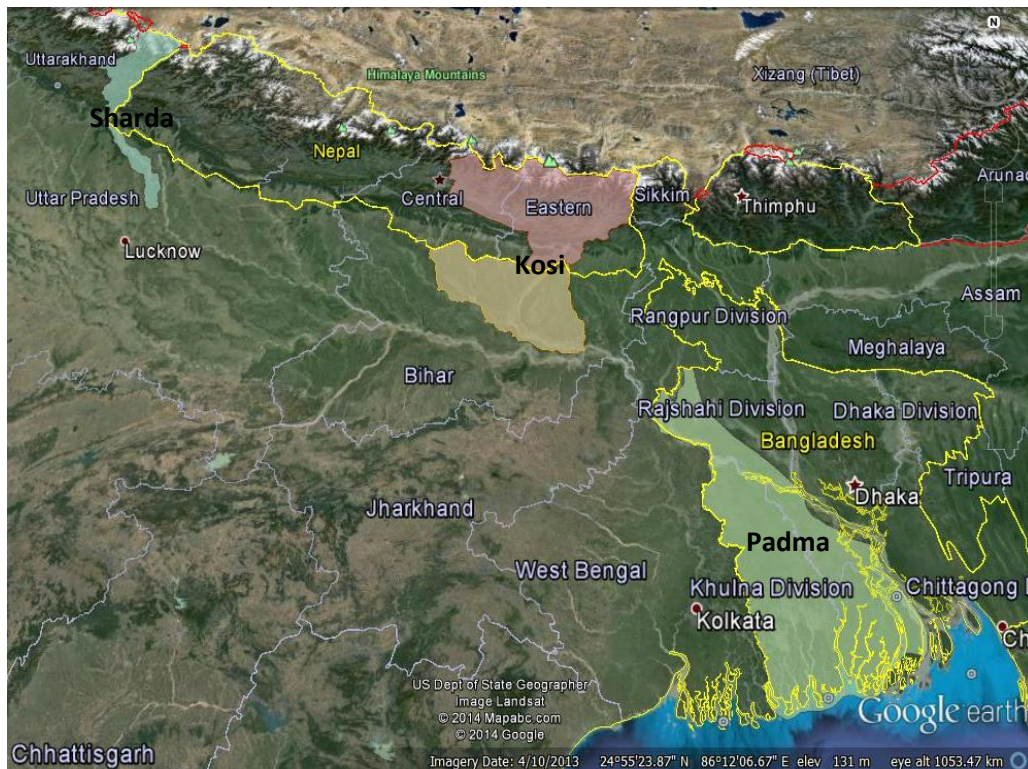 N
Uttarakhand
Himalaya Mountains
Xizang (Tibet)
Sharda
Nepal
Uttar Pradesh
Central
Eastern
Sikkim
Thimphu
Lucknow
Kosi
Assam
Rangpur Division
Meghalaya
Bihar
Rajshahi Division
Dhaka Division
Bangladesh
Tripura
Dhaka
Jharkhand
Padma
West Bengal
Khulna Division
Chittagong
Kolkata
Ch
US Dept of State Geographer
Image Landsat
© 2014 Mapabc.com
© 2014 Google
Google earth
Chhattisgarh
Imagery Date: 4/10/2013 24°55'23.87" N 86°12'06.67" E elev 131 m eye alt 1053.47 km